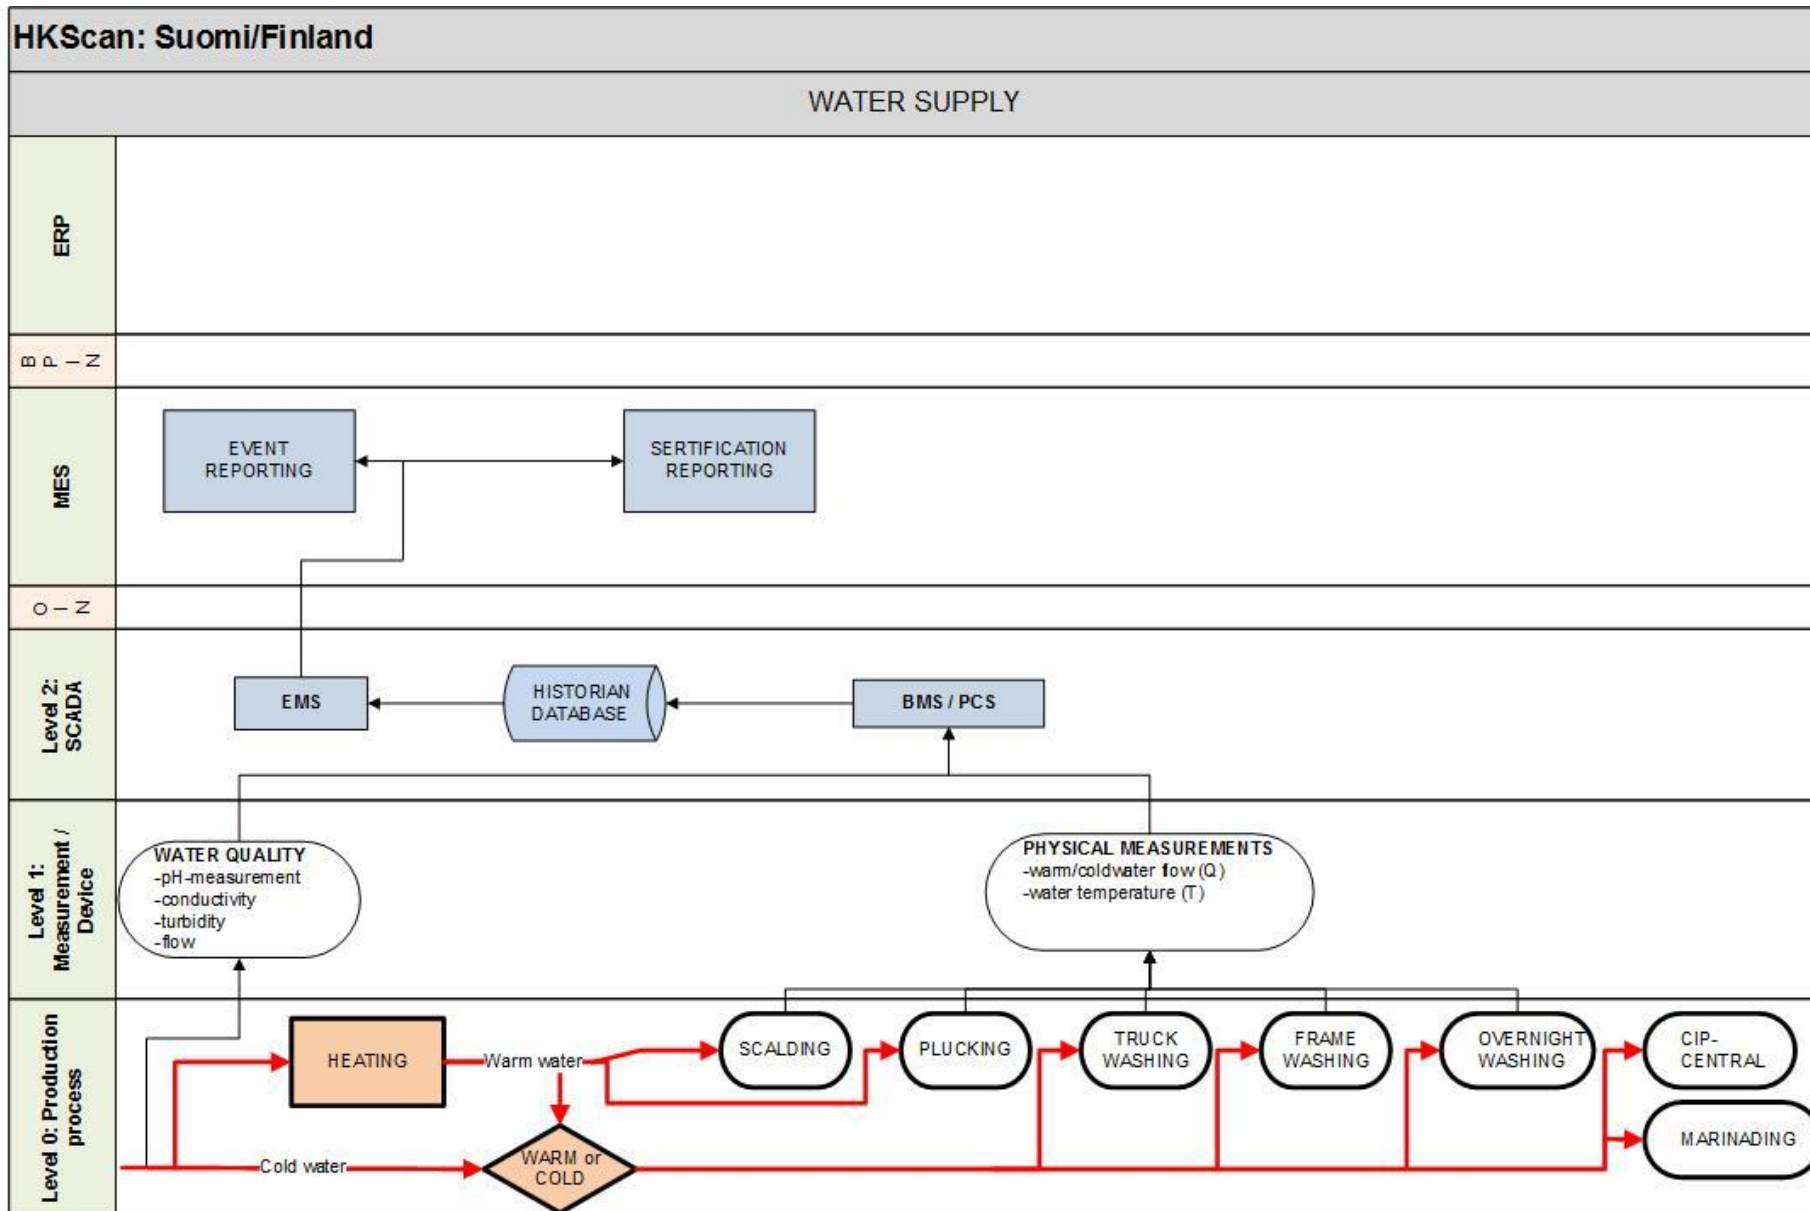 HKScan: Suomi/Finland
WATER SUPPLY
ERP
B P I N
MES
EVENT
REPORTING
SERTIFICATION
REPORTING
O I N
Level 2:
SCADA
EMS
HISTORIAN
DATABASE
BMS / PCS
Level 1:
Measurement /
Device
WATER QUALITY
-pH-measurement
-conductivity
-turbidity
-flow
PHYSICAL MEASUREMENTS
-warm/coldwater flow (Q)
-water temperature (T)
Level 0: Production
process
HEATING
Warm water
SCALDING
PLUCKING
TRUCK
WASHING
FRAME
WASHING
OVERNIGHT
WASHING
CIP-
CENTRAL
Cold water
WARM or
COLD
MARINADING